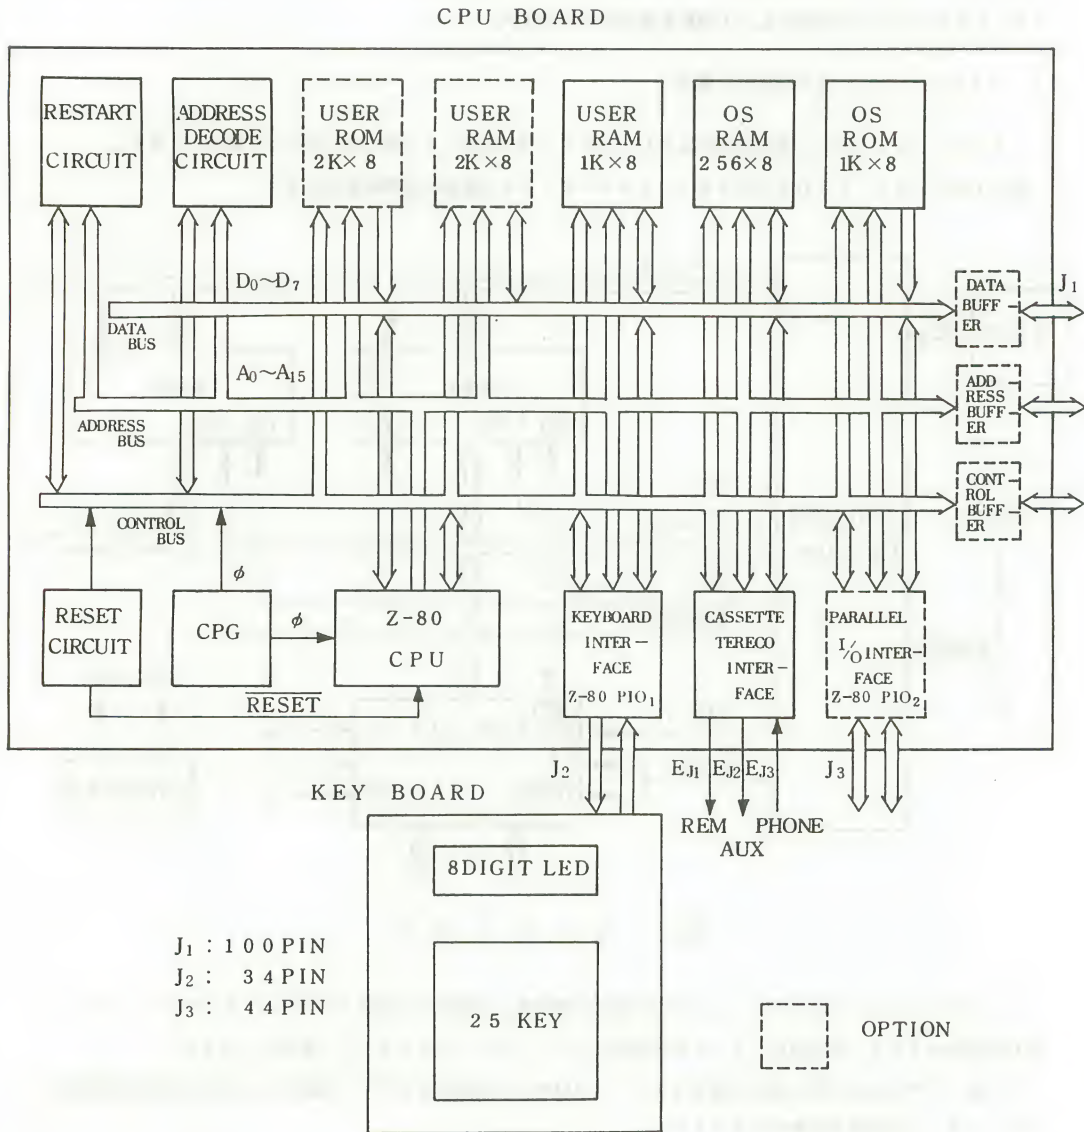 CPU BOARD
RESTART
CIRCUIT
ADDRESS
DECODE
CIRCUIT
USER
ROM
2K×8
USER
RAM
2K×8
USER
RAM
1K×8
OS
RAM
256×8
OS
ROM
1K×8
D₀~D₇
DATA
BUS
DATA
BUFF
ER
J₁
A₀~A₁₅
ADDRESS
BUS
ADD
RESS
BUFF
ER
CONTROL
BUS
CONT
ROL
BUFF
ER
φ
RESET
CIRCUIT
CPG
φ
Z-80
CPU
RESET
KEYBOARD
INTER-
FACE
Z-80 PIO₁
CASSETTE
TERECO
INTER-
FACE
PARALLEL
I/O INTER-
FACE
Z-80 PIO₂
J₂
EJ₁
EJ₂
EJ₃
J₃
REM
PHONE
AUX
KEY BOARD
8DIGIT LED
25 KEY
J₁ : 100PIN
J₂ : 34PIN
J₃ : 44PIN
OPTION